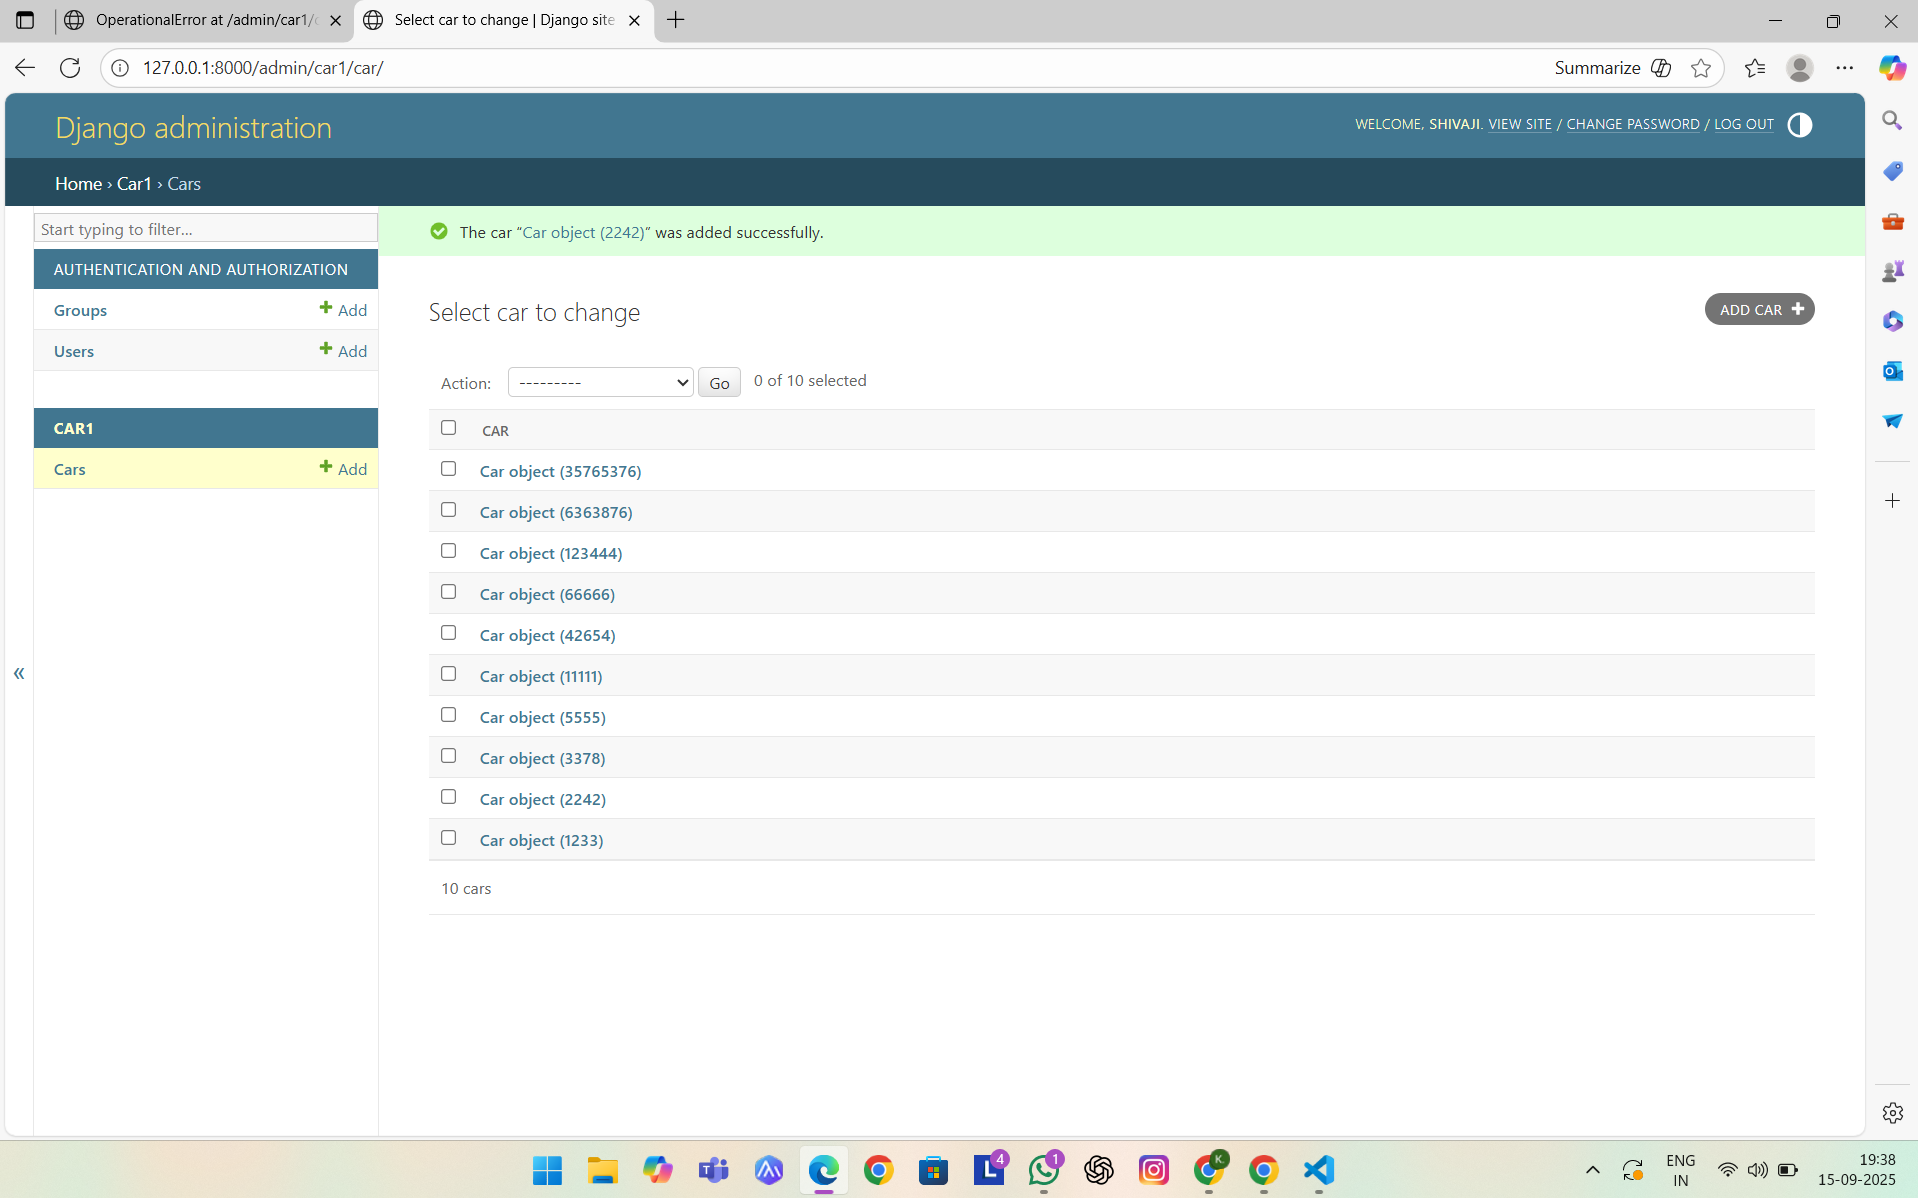 OperationalError at /admin/car1/c
Select car to change | Django site
127.0.0.1:8000/admin/car1/car/
Summarize
Django administration
WELCOME, SHIVAJI. VIEW SITE / CHANGE PASSWORD / LOG OUT
Home › Car1 › Cars
Start typing to filter...
The car “Car object (2242)” was added successfully.
AUTHENTICATION AND AUTHORIZATION
Groups
Add
Users
Add
CAR1
Cars
Add
Select car to change
ADD CAR
Action:
---------
Go
0 of 10 selected
CAR
Car object (35765376)
Car object (6363876)
Car object (123444)
Car object (66666)
Car object (42654)
Car object (11111)
Car object (5555)
Car object (3378)
Car object (2242)
Car object (1233)
10 cars
«
4
1
K.
ENG
IN
19:38
15-09-2025